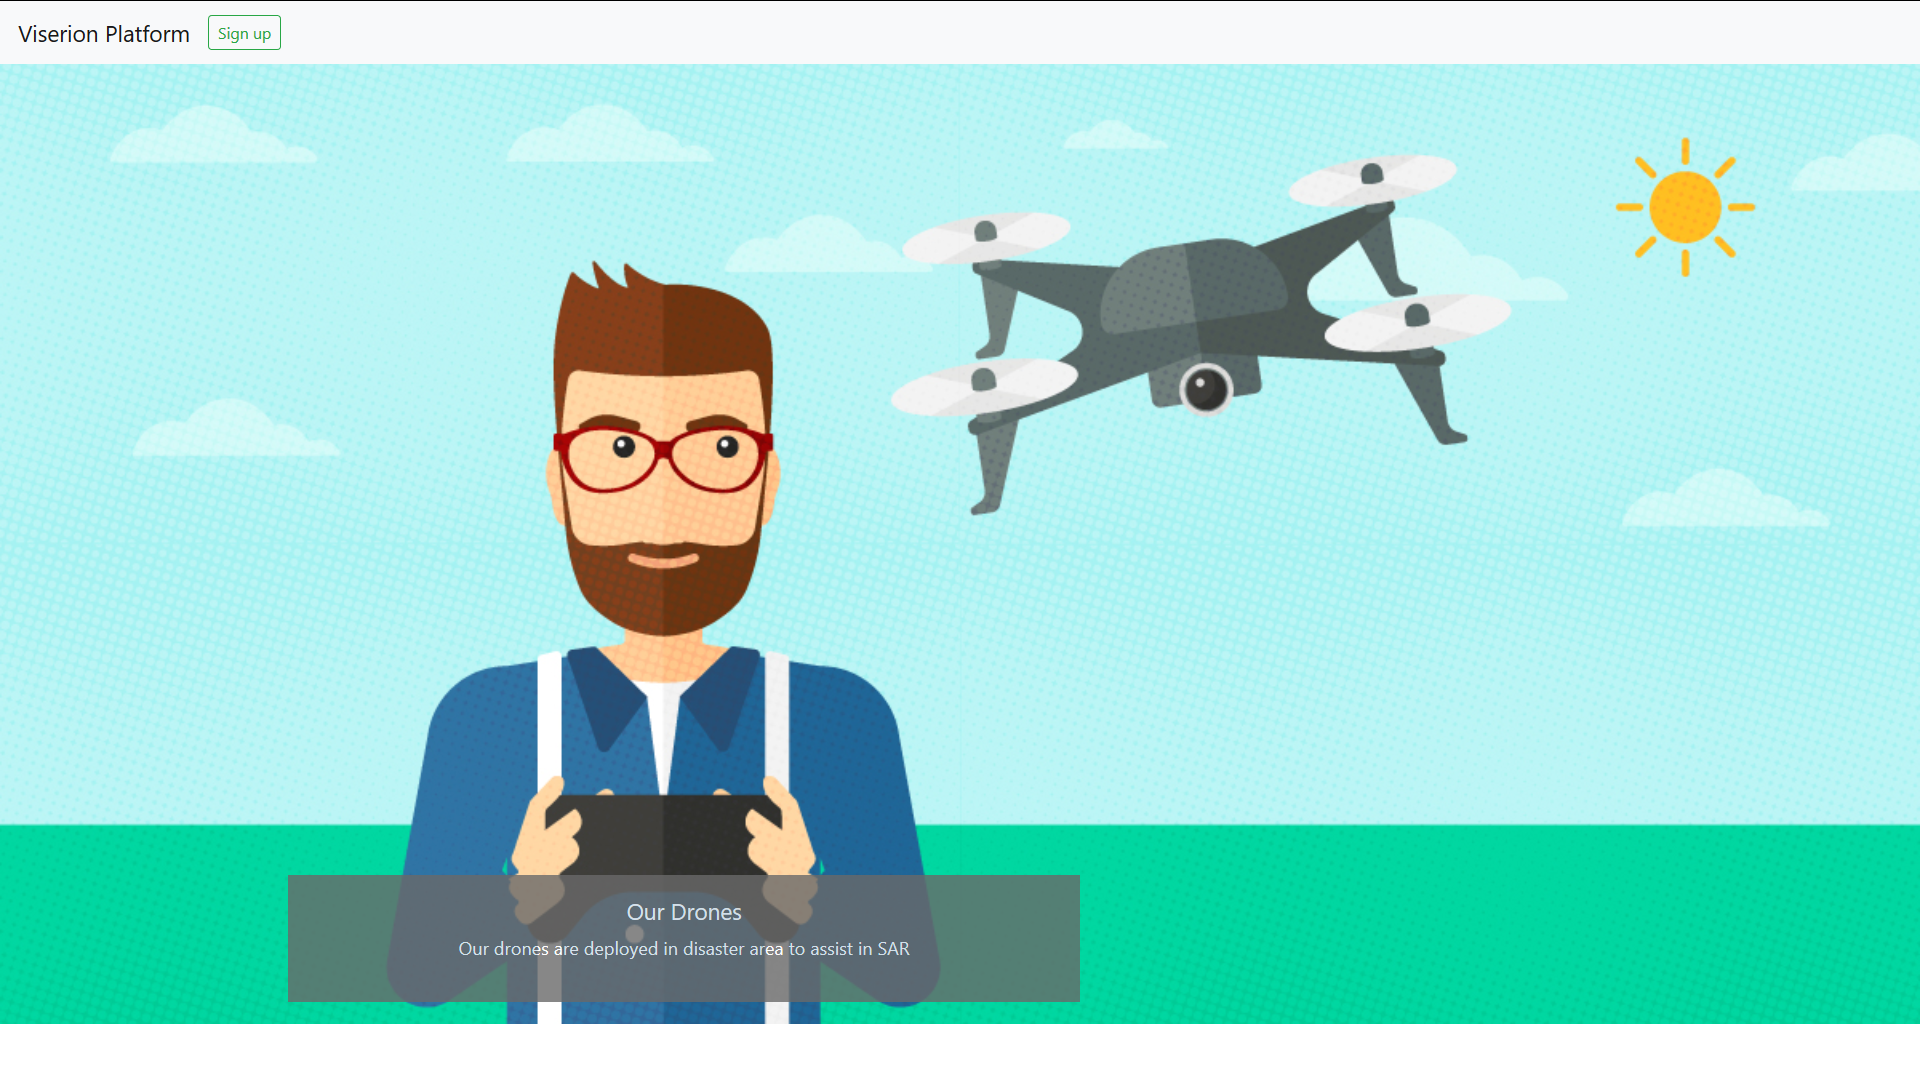 Viserion Platform
Sign up
Our Drones
Our drones are deployed in disaster area to assist in SAR